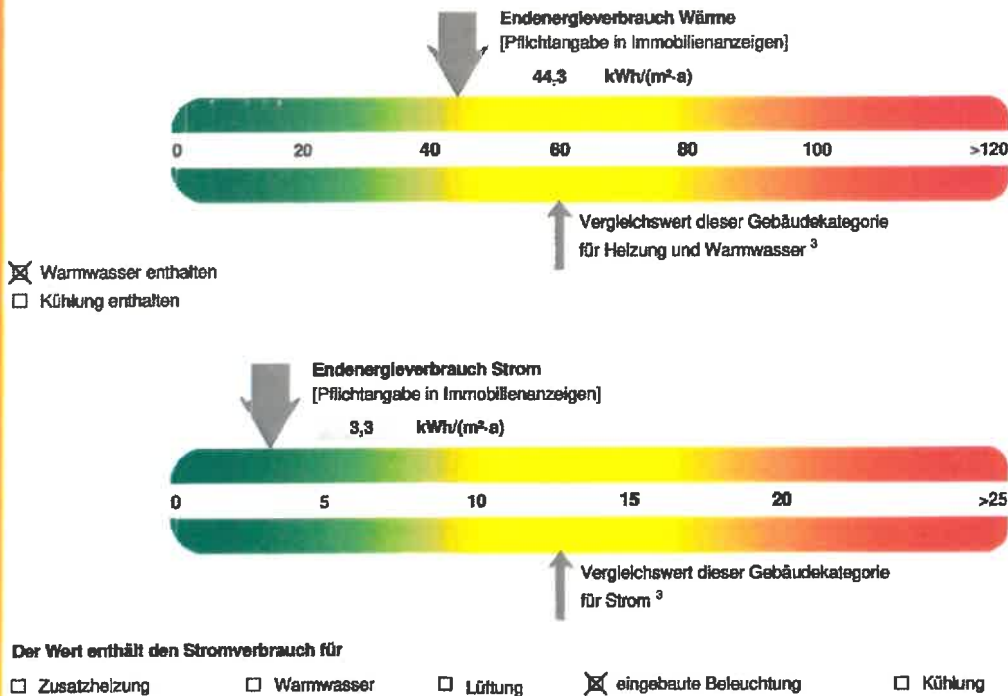 Endenergieverbrauch Wärme
[Pflichtangabe in Immobilienanzeigen]
44,3 kWh/(m²·a)
0 20 40 60 80 100 >120
Vergleichswert dieser Gebäudekategorie
für Heizung und Warmwasser ³
Warmwasser enthalten
Kühlung enthalten
Endenergieverbrauch Strom
[Pflichtangabe in Immobilienanzeigen]
3,3 kWh/(m²·a)
0 5 10 15 20 >25
Vergleichswert dieser Gebäudekategorie
für Strom ³
Der Wert enthält den Stromverbrauch für
Zusatzheizung Warmwasser Lüftung eingebaute Beleuchtung Kühlung